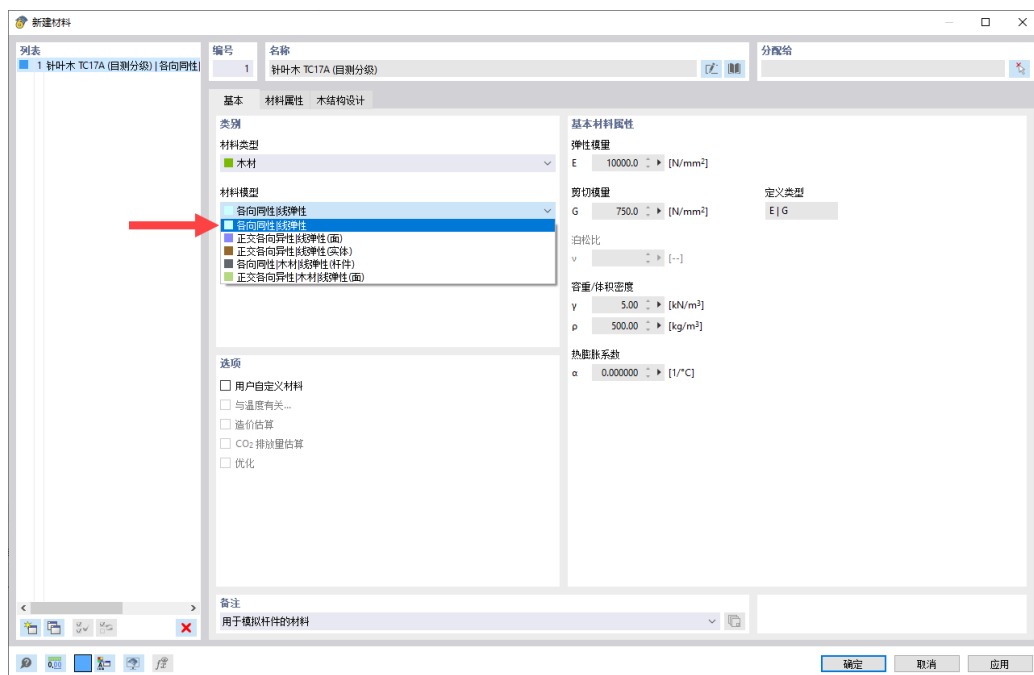 新建材料
列表
1 针叶木 TC17A (目测分级) | 各向同性|
编号
1
名称
针叶木 TC17A (目测分级)
分配给
基本 材料属性 木结构设计
类别
材料类型
木材
材料模型
各向同性|线弹性
各向同性|线弹性
正交各向异性|线弹性(面)
正交各向异性|线弹性(实体)
各向同性|木材|线弹性(杆件)
正交各向异性|木材|线弹性(面)
选项
用户自定义材料
与温度有关...
造价估算
CO2 排放量估算
优化
基本材料属性
弹性模量
E 10000.0 [N/mm²]
剪切模量 定义类型
G 750.0 [N/mm²] E | G
泊松比
ν [--]
容重/体积密度
γ 5.00 [kN/m³]
ρ 500.00 [kg/m³]
热膨胀系数
α 0.000000 [1/°C]
备注
用于模拟杆件的材料
确定 取消 应用